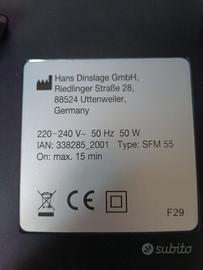 Hans Dinslage GmbH,
Riedlinger Straße 28,
88524 Uttenweiler,
Germany
220-240 V~ 50 Hz 50 W
IAN: 338285_2001 Type: SFM 55
On: max. 15 min
CE
F29
subito